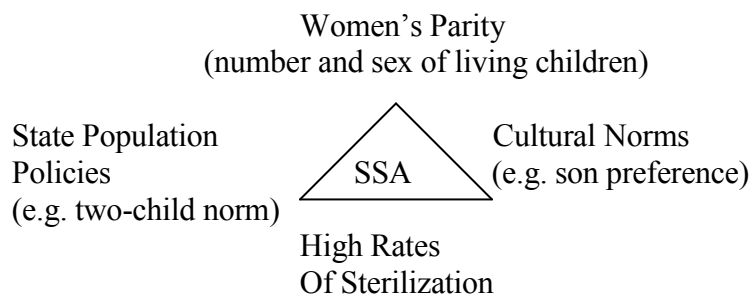 Women’s Parity
(number and sex of living children)
State Population
Policies
(e.g. two-child norm)
SSA
Cultural Norms
(e.g. son preference)
High Rates
Of Sterilization